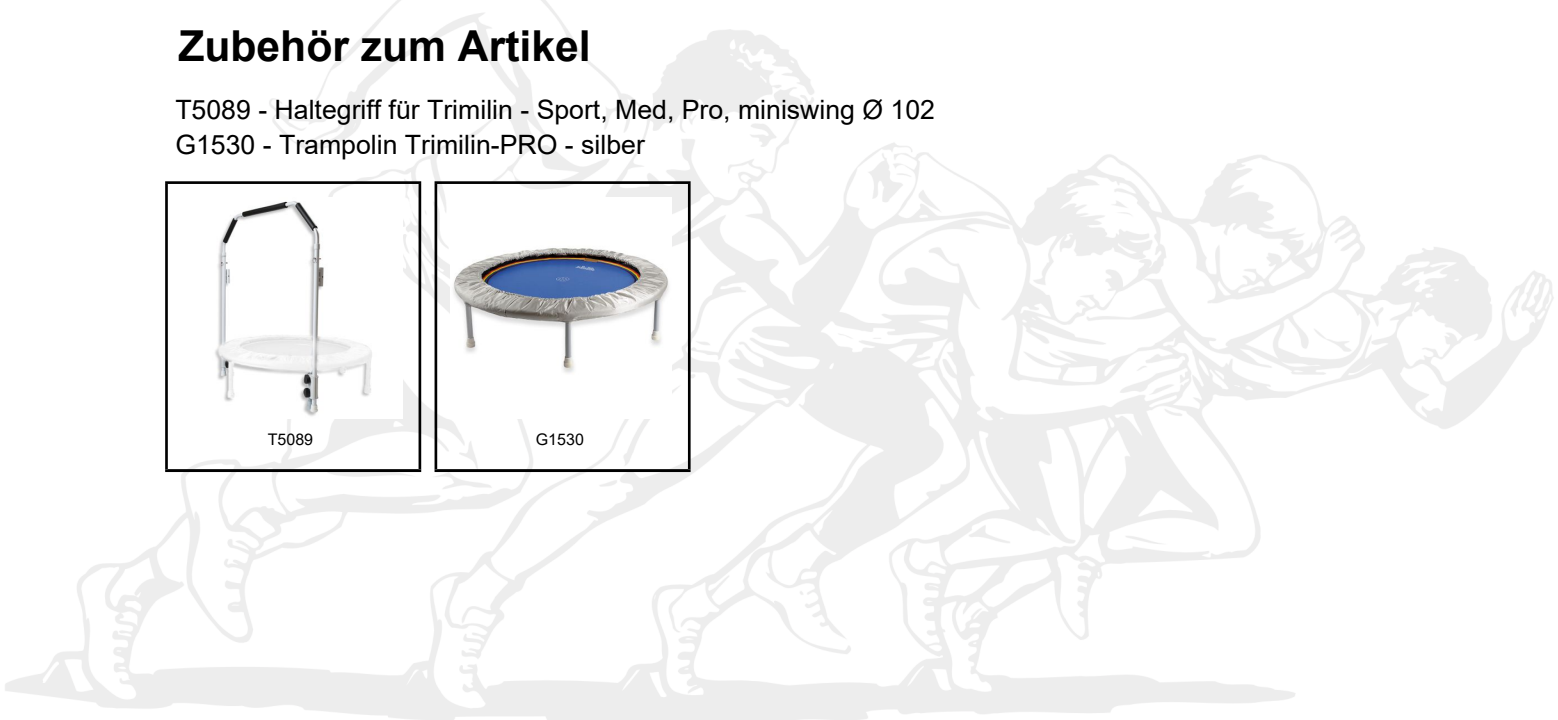 Zubehör zum Artikel
T5089 - Haltegriff für Trimilin - Sport, Med, Pro, miniswing Ø 102
G1530 - Trampolin Trimilin-PRO - silber
T5089
G1530